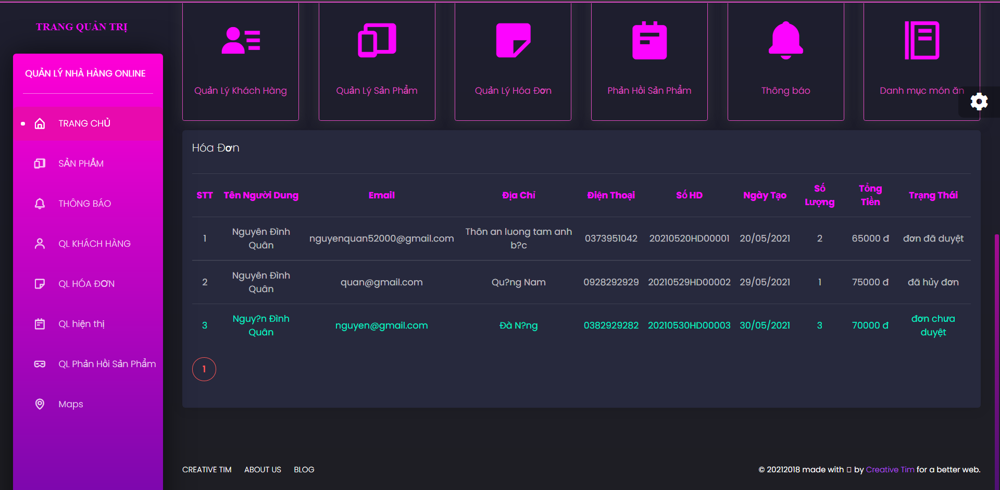 TRANG QUẢN TRỊ
QUẢN LÝ NHÀ HÀNG ONLINE
TRANG CHỦ
SẢN PHẨM
THÔNG BÁO
QL KHÁCH HÀNG
QL HÓA ĐƠN
QL hiện thị
QL Phản Hồi Sản Phẩm
Maps
Quản Lý Khách Hàng
Quản Lý Sản Phẩm
Quản Lý Hóa Đơn
Phản Hồi Sản Phẩm
Thông báo
Danh mục món ăn
Hóa Đơn
STT Tên Người Dung Email Địa Chỉ Điện Thoại Số HD Ngày Tạo Số Lượng Tổng Tiền Trạng Thái
1 Nguyên Đình Quân nguyenquan52000@gmail.com Thôn an luong tam anh b?c 0373951042 20210520HD00001 20/05/2021 2 65000 đ đơn đã duyệt
2 Nguyên Đình Quân quan@gmail.com Qu?ng Nam 0928292929 20210529HD00002 29/05/2021 1 75000 đ đã hủy đơn
3 Nguy?n Đình Quân nguyen@gmail.com Đà N?ng 0382929282 20210530HD00003 30/05/2021 3 70000 đ đơn chưa duyệt
1
CREATIVE TIM ABOUT US BLOG
© 20212018 made with by Creative Tim for a better web.